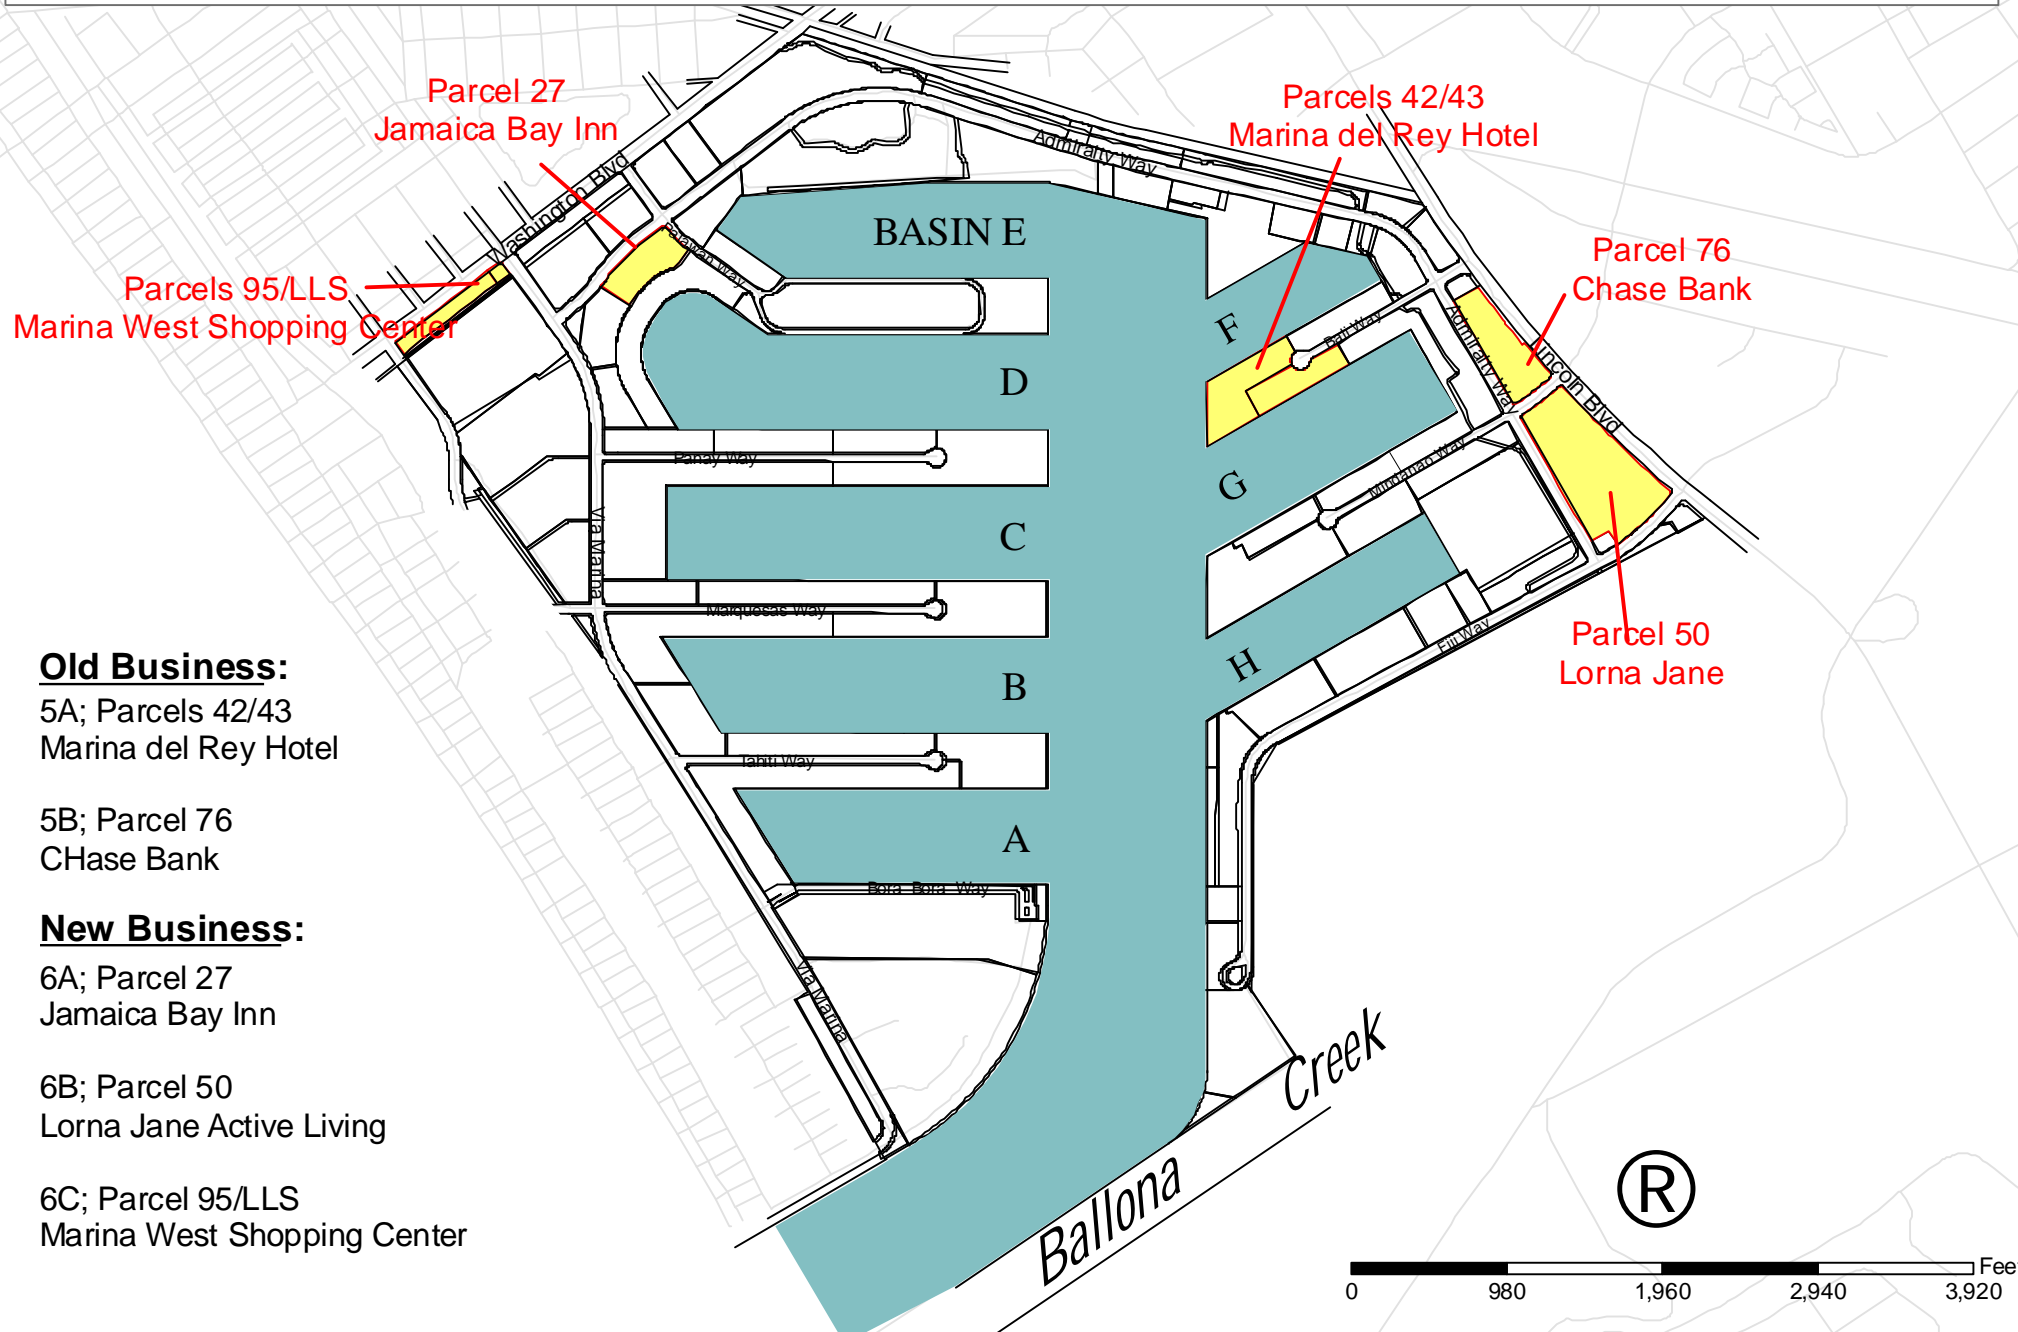 Parcel 27
Jamaica Bay Inn
Parcels 42/43
Marina del Rey Hotel
Admiralty Way
Washington Blvd
Palawan Way
BASIN E
Parcel 76
Chase Bank
Parcels 95/LLS
Marina West Shopping Center
F
Bali Way
Admiralty Way
Lincoln Blvd
D
Panay Way
G
Mindanao Way
C
Via Marina
Marquesas Way
H
Fiji Way
Parcel 50
Lorna Jane
B
Tahiti Way
A
Bora Bora Way
Via Marina
Old Business:
5A; Parcels 42/43
Marina del Rey Hotel
5B; Parcel 76
CHase Bank
New Business:
6A; Parcel 27
Jamaica Bay Inn
6B; Parcel 50
Lorna Jane Active Living
6C; Parcel 95/LLS
Marina West Shopping Center
Ballona Creek
®
Fee
0 980 1,960 2,940 3,920